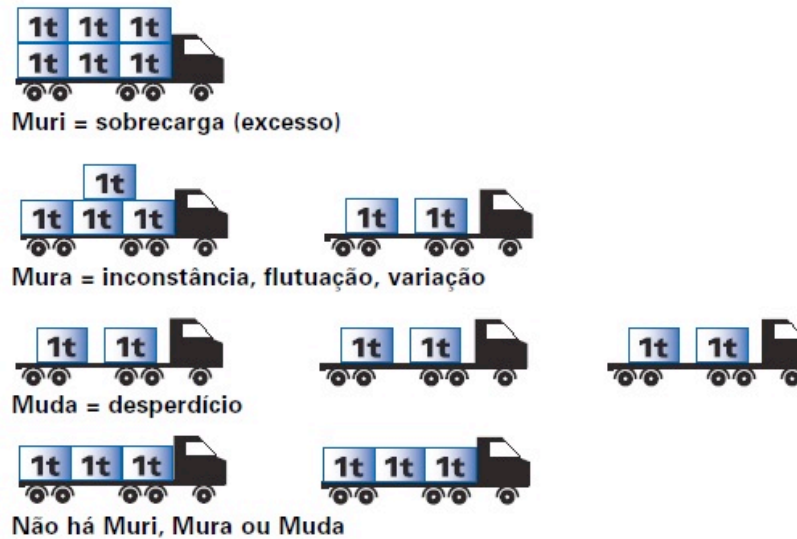 1t 1t 1t
1t 1t 1t
Muri = sobrecarga (excesso)
1t
1t 1t 1t 1t 1t
Mura = inconstância, flutuação, variação
1t 1t 1t 1t 1t 1t
Muda = desperdício
1t 1t 1t 1t 1t 1t
Não há Muri, Mura ou Muda